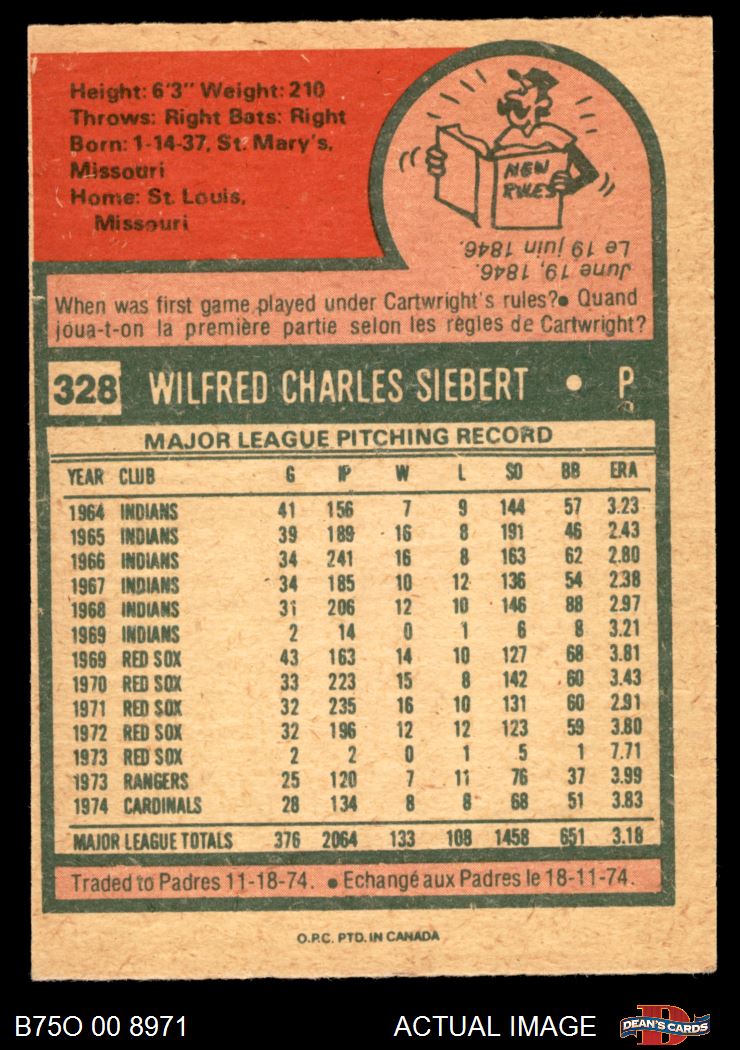 Height: 6'3" Weight: 210
Throws: Right Bats: Right
Born: 1-14-37, St. Mary's,
Missouri
Home: St. Louis,
Missouri
NEW
RULES
June 19, 1846.
Le 19 juin 1846.
When was first game played under Cartwright's rules?● Quand
joua-t-on la première partie selon les règles de Cartwright?
328 WILFRED CHARLES SIEBERT ● P
MAJOR LEAGUE PITCHING RECORD
YEAR CLUB G IP W L SO BB ERA
1964 INDIANS 41 156 7 9 144 57 3.23
1965 INDIANS 39 189 16 8 191 46 2.43
1966 INDIANS 34 241 16 8 163 62 2.80
1967 INDIANS 34 185 10 12 136 54 2.38
1968 INDIANS 31 206 12 10 146 88 2.97
1969 INDIANS 2 14 0 1 6 8 3.21
1969 RED SOX 43 163 14 10 127 68 3.81
1970 RED SOX 33 223 15 8 142 60 3.43
1971 RED SOX 32 235 16 10 131 60 2.91
1972 RED SOX 32 196 12 12 123 59 3.80
1973 RED SOX 2 2 0 1 5 1 7.71
1973 RANGERS 25 120 7 11 76 37 3.99
1974 CARDINALS 28 134 8 8 68 51 3.83
MAJOR LEAGUE TOTALS 376 2064 133 108 1458 651 3.18
Traded to Padres 11-18-74. ● Echangé aux Padres le 18-11-74.
O.P.C. PTD. IN CANADA
B75O 00 8971 ACTUAL IMAGE
D
DEAN'S CARDS